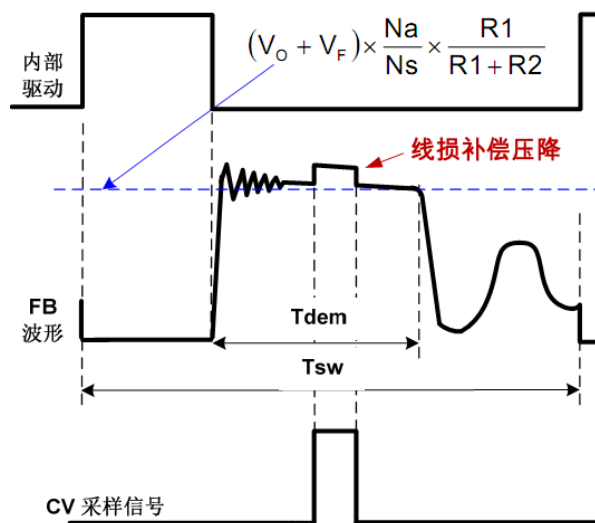 内部
驱动
(V_O + V_F) × Na/Ns × R1/(R1 + R2)
线损补偿压降
FB
波形
Tdem
Tsw
CV 采样信号